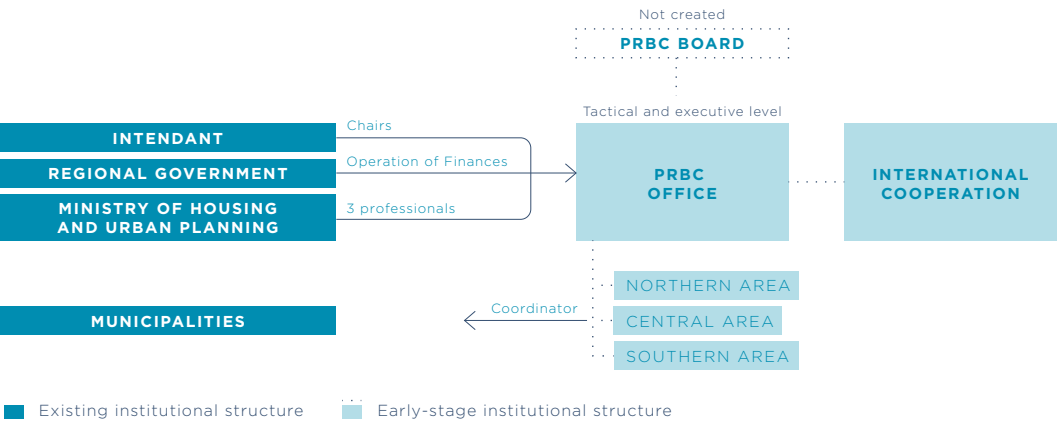 Not created
PRBC BOARD
Tactical and executive level
INTENDANT
Chairs
REGIONAL GOVERNMENT
Operation of Finances
MINISTRY OF HOUSING
AND URBAN PLANNING
3 professionals
PRBC
OFFICE
INTERNATIONAL
COOPERATION
NORTHERN AREA
MUNICIPALITIES
Coordinator
CENTRAL AREA
SOUTHERN AREA
Existing institutional structure
Early-stage institutional structure